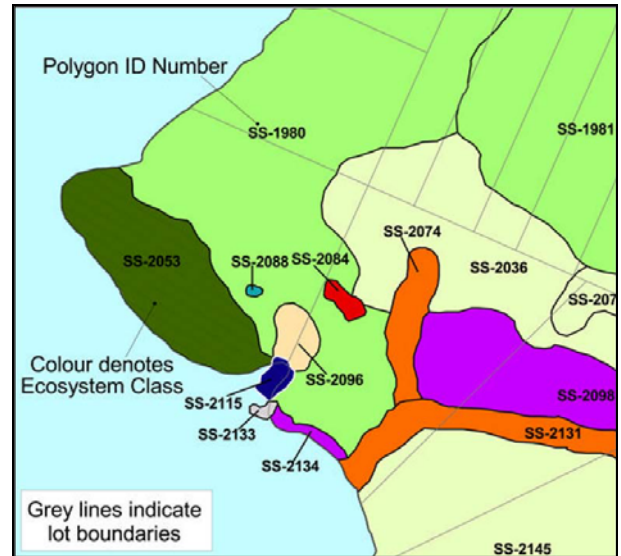 Polygon ID Number
SS-1980
SS-1981
SS-2074
SS-2053
SS-2088
SS-2084
SS-2036
SS-207
Colour denotes
Ecosystem Class
SS-2096
SS-2098
SS-2115
SS-2133
SS-2131
SS-2134
Grey lines indicate
lot boundaries
SS-2145